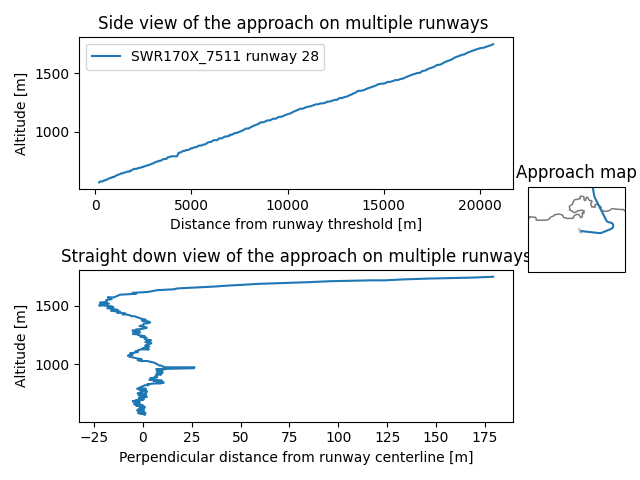 Side view of the approach on multiple runways
SWR170X_7511 runway 28
Altitude [m]
1500
1000
0
5000
10000
15000
20000
Distance from runway threshold [m]
Approach map
Straight down view of the approach on multiple runways
Altitude [m]
1500
1000
−25
0
25
50
75
100
125
150
175
Perpendicular distance from runway centerline [m]